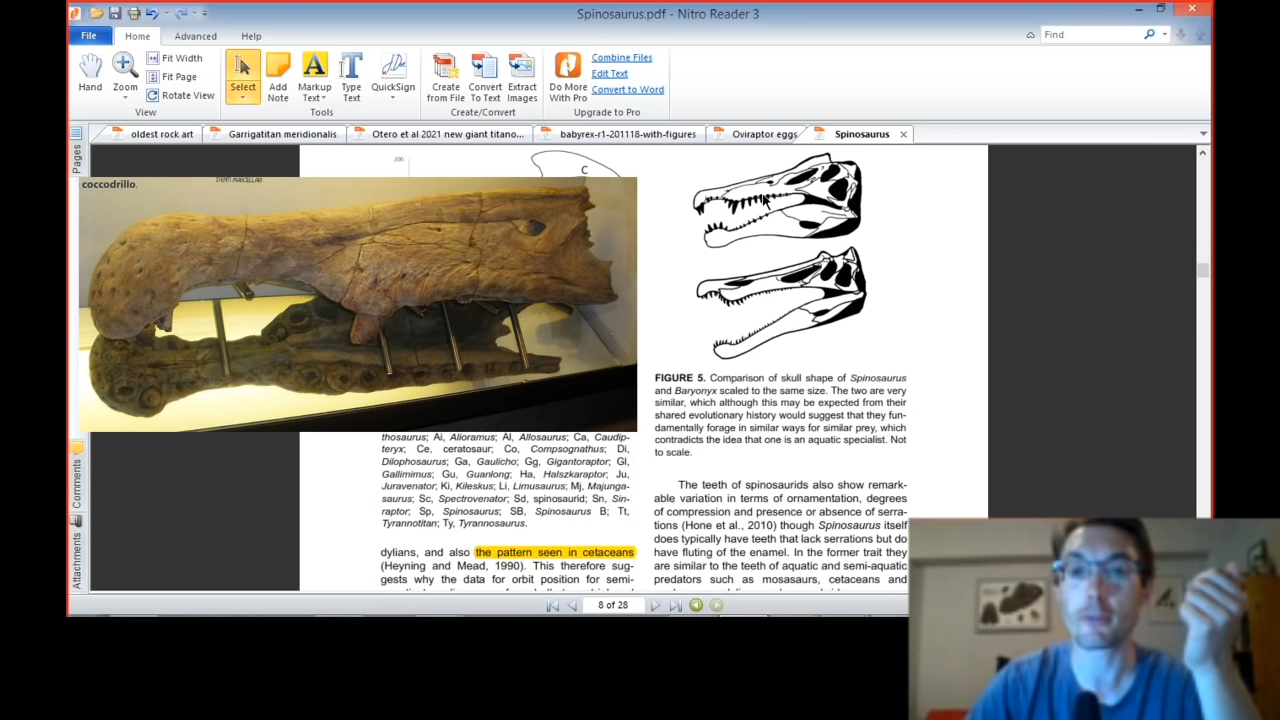 Spinosaurus.pdf - Nitro Reader 3
File
Home
Advanced
Help
Find
Hand
Zoom
Fit Width
Fit Page
Rotate View
View
Select
Add
Note
Markup
Text
Type
Text
QuickSign
Tools
Create
from File
Convert
To Text
Extract
Images
Create/Convert
Do More
With Pro
Combine Files
Edit Text
Convert to Word
Upgrade to Pro
oldest rock art
Garrigatitan meridionalis
Otero et al 2021 new giant titano...
babyrex-r1-201118-with-figures
Oviraptor eggs
Spinosaurus
Pages
Comments
Attachments
200
C
coccodrillo.
thosaurus; Ai, Alioramus; Al, Allosaurus; Ca, Caudip-
teryx; Ce, ceratosaur; Co, Compsognathus; Di,
Dilophosaurus; Ga, Gaulicho; Gg, Gigantoraptor; Gl,
Gallimimus; Gu, Guanlong; Ha, Halszkaraptor; Ju,
Juravenator; Ki, Kileskus; Li, Limusaurus; Mj, Majunga-
saurus; Sc, Spectrovenator; Sd, spinosaurid; Sn, Sin-
raptor; Sp, Spinosaurus; SB, Spinosaurus B; Tt,
Tyrannotitan; Ty, Tyrannosaurus.
dylians, and also the pattern seen in cetaceans
(Heyning and Mead, 1990). This therefore sug-
gests why the data for orbit position for semi-
FIGURE 5. Comparison of skull shape of Spinosaurus
and Baryonyx scaled to the same size. The two are very
similar, which although this may be expected from their
shared evolutionary history would suggest that they fun-
damentally forage in similar ways for similar prey, which
contradicts the idea that one is an aquatic specialist. Not
to scale.
The teeth of spinosaurids also show remark-
able variation in terms of ornamentation, degrees
of compression and presence or absence of serra-
tions (Hone et al., 2010) though Spinosaurus itself
does typically have teeth that lack serrations but do
have fluting of the enamel. In the former trait they
are similar to the teeth of aquatic and semi-aquatic
predators such as mosasaurs, cetaceans and
8 of 28